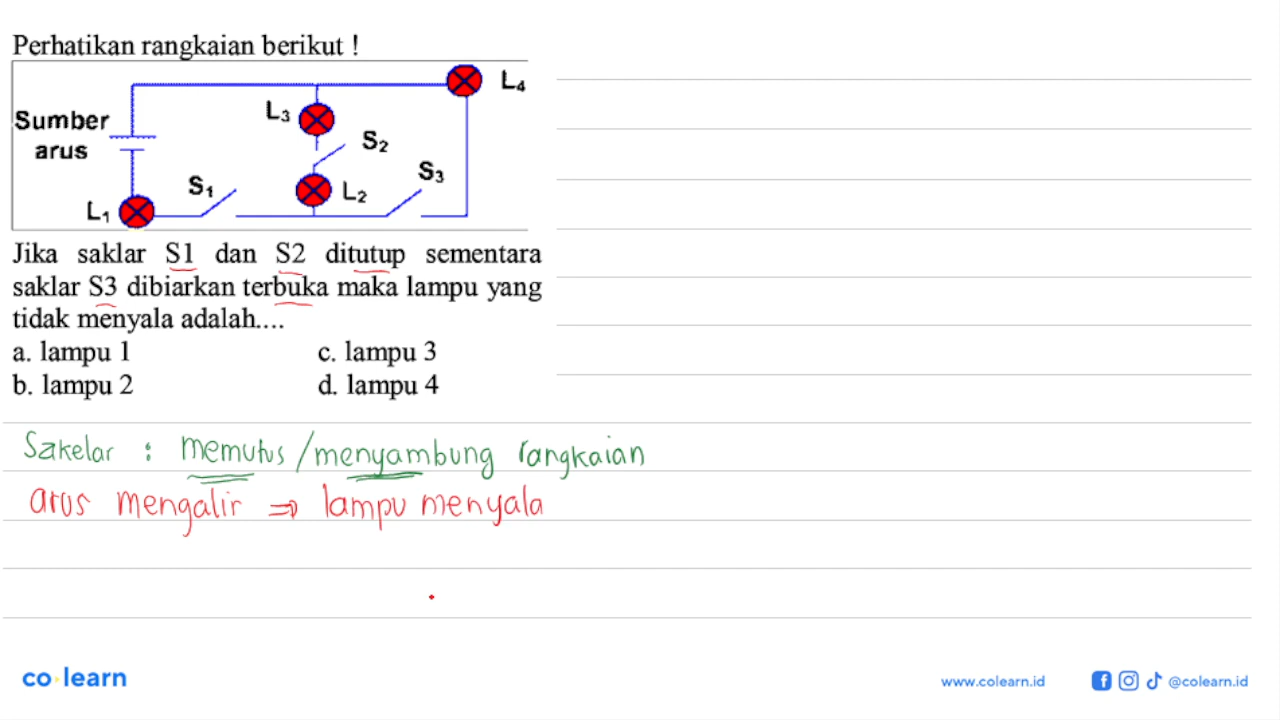 Perhatikan rangkaian berikut !
L4
L3
Sumber
arus
S2
S3
S1
L2
L1
Jika saklar S1 dan S2 ditutup sementara
saklar S3 dibiarkan terbuka maka lampu yang
tidak menyala adalah....
a. lampu 1 c. lampu 3
b. lampu 2 d. lampu 4
Sakelar : memutus/menyambung rangkaian
arus mengalir ⇒ lampu menyala
co learn
www.colearn.id @colearn.id